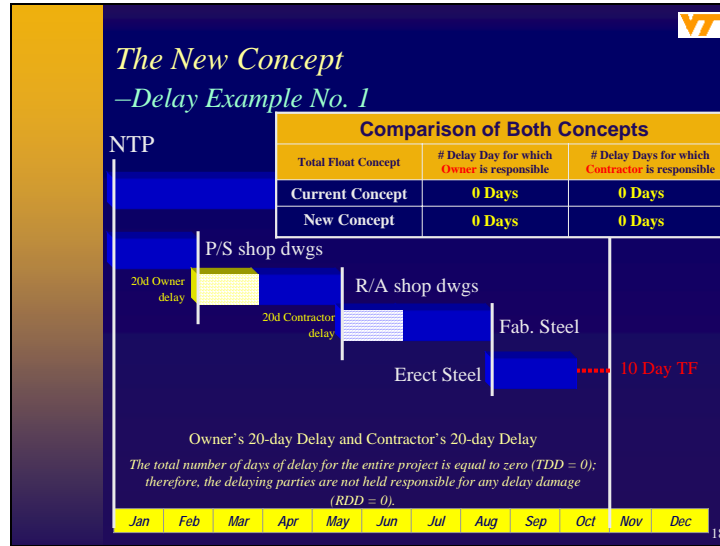 VT
The New Concept
–Delay Example No. 1
Comparison of Both Concepts
Total Float Concept
# Delay Day for which
Owner is responsible
# Delay Days for which
Contractor is responsible
Current Concept 0 Days 0 Days
New Concept 0 Days 0 Days
NTP
P/S shop dwgs
20d Owner
delay
R/A shop dwgs
20d Contractor
delay
Fab. Steel
Erect Steel
10 Day TF
Owner's 20-day Delay and Contractor's 20-day Delay
The total number of days of delay for the entire project is equal to zero (TDD = 0);
therefore, the delaying parties are not held responsible for any delay damage
(RDD = 0).
Jan Feb Mar Apr May Jun Jul Aug Sep Oct Nov Dec